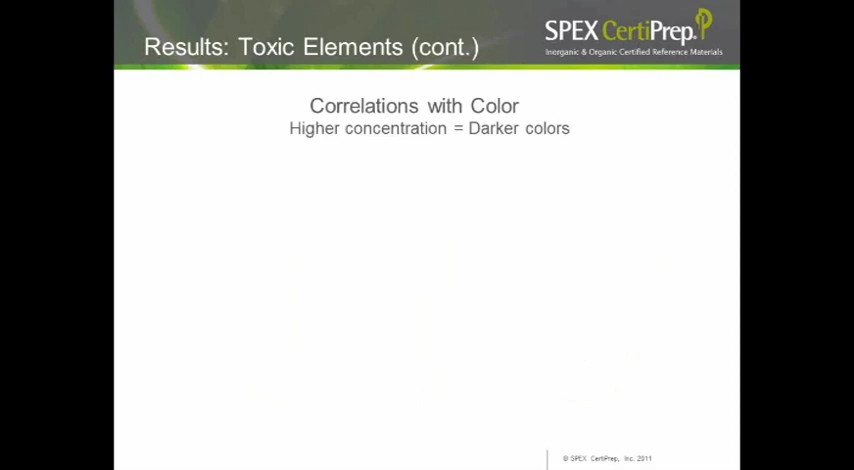 Results: Toxic Elements (cont.)
SPEX CertiPrep.
Inorganic & Organic Certified Reference Materials
Correlations with Color
Higher concentration = Darker colors
© SPEX CertiPrep, Inc. 2011